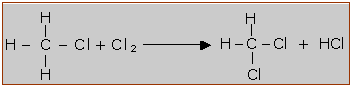 H H
H – C – Cl + Cl₂ ⟶ H – C – Cl + HCl
H Cl